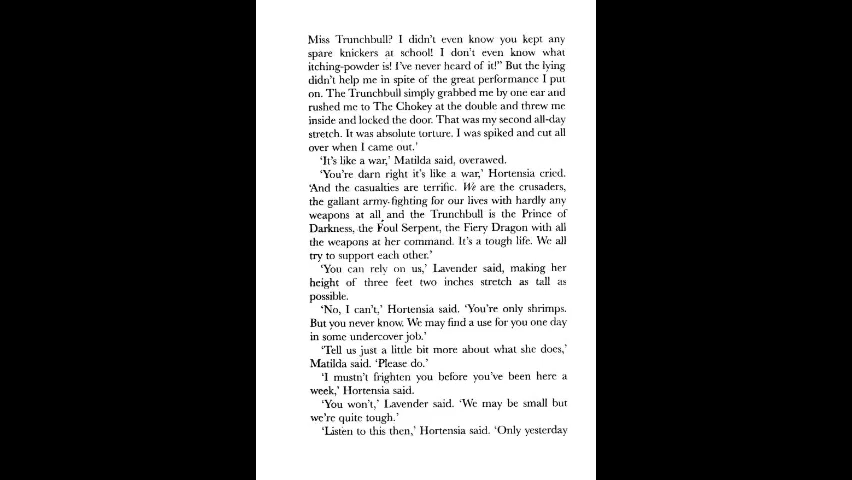 Miss Trunchbull? I didn't even know you kept any
spare knickers at school! I don't even know what
itching-powder is! I've never heard of it!" But the lying
didn't help me in spite of the great performance I put
on. The Trunchbull simply grabbed me by one ear and
rushed me to The Chokey at the double and threw me
inside and locked the door. That was my second all-day
stretch. It was absolute torture. I was spiked and cut all
over when I came out.'
'It's like a war,' Matilda said, overawed.
'You're darn right it's like a war,' Hortensia cried.
'And the casualties are terrific. We are the crusaders,
the gallant army fighting for our lives with hardly any
weapons at all and the Trunchbull is the Prince of
Darkness, the Foul Serpent, the Fiery Dragon with all
the weapons at her command. It's a tough life. We all
try to support each other.'
'You can rely on us,' Lavender said, making her
height of three feet two inches stretch as tall as
possible.
'No, I can't,' Hortensia said. 'You're only shrimps.
But you never know. We may find a use for you one day
in some undercover job.'
'Tell us just a little bit more about what she does,'
Matilda said. 'Please do.'
'I mustn't frighten you before you've been here a
week,' Hortensia said.
'You won't,' Lavender said. 'We may be small but
we're quite tough.'
'Listen to this then,' Hortensia said. 'Only yesterday